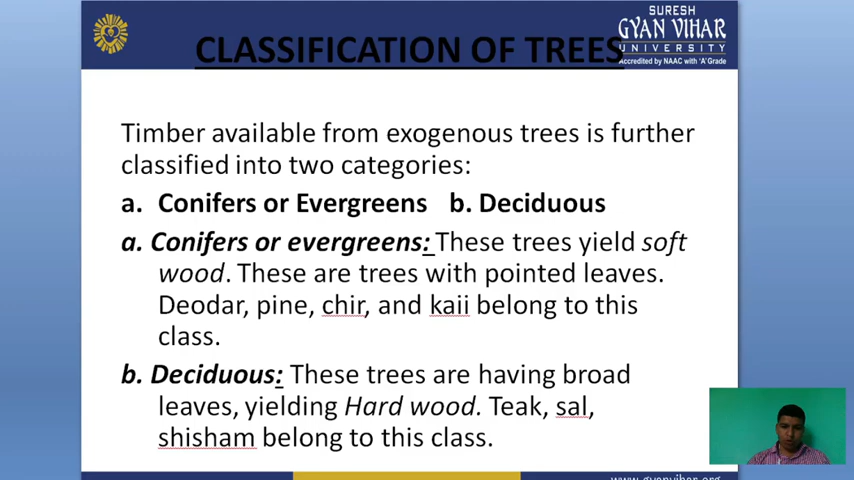 SURESH
GYAN VIHAR
UNIVERSITY
Accredited by NAAC with 'A' Grade
CLASSIFICATION OF TREES
Timber available from exogenous trees is further
classified into two categories:
a. Conifers or Evergreens b. Deciduous
a. Conifers or evergreens: These trees yield soft
wood. These are trees with pointed leaves.
Deodar, pine, chir, and kaii belong to this
class.
b. Deciduous: These trees are having broad
leaves, yielding Hard wood. Teak, sal,
shisham belong to this class.
www.gyanvihar.org